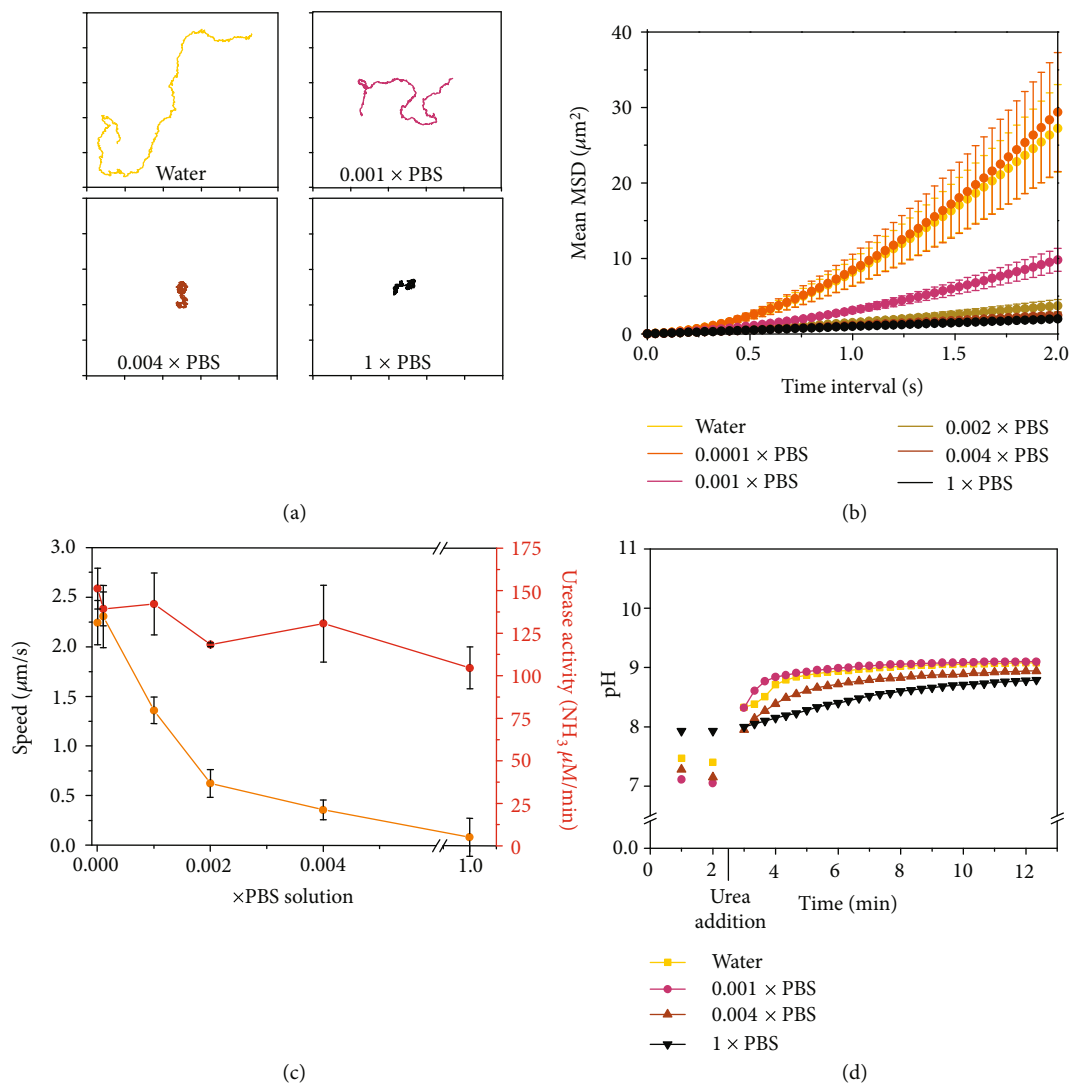 Water
0.001 × PBS
0.004 × PBS
1 × PBS
(a)
40
30
20
10
0
Mean MSD (μm²)
0.0
0.5
1.0
1.5
2.0
Time interval (s)
Water
0.0001 × PBS
0.001 × PBS
0.002 × PBS
0.004 × PBS
1 × PBS
(b)
3.0
2.5
2.0
1.5
1.0
0.5
0.0
Speed (μm/s)
175
150
125
100
75
50
25
0
Urease activity (NH₃ μM/min)
0.000
0.002
0.004
1.0
×PBS solution
(c)
11
10
9
8
7
0.0
pH
0
2
4
6
8
10
12
Urea
addition
Time (min)
Water
0.001 × PBS
0.004 × PBS
1 × PBS
(d)